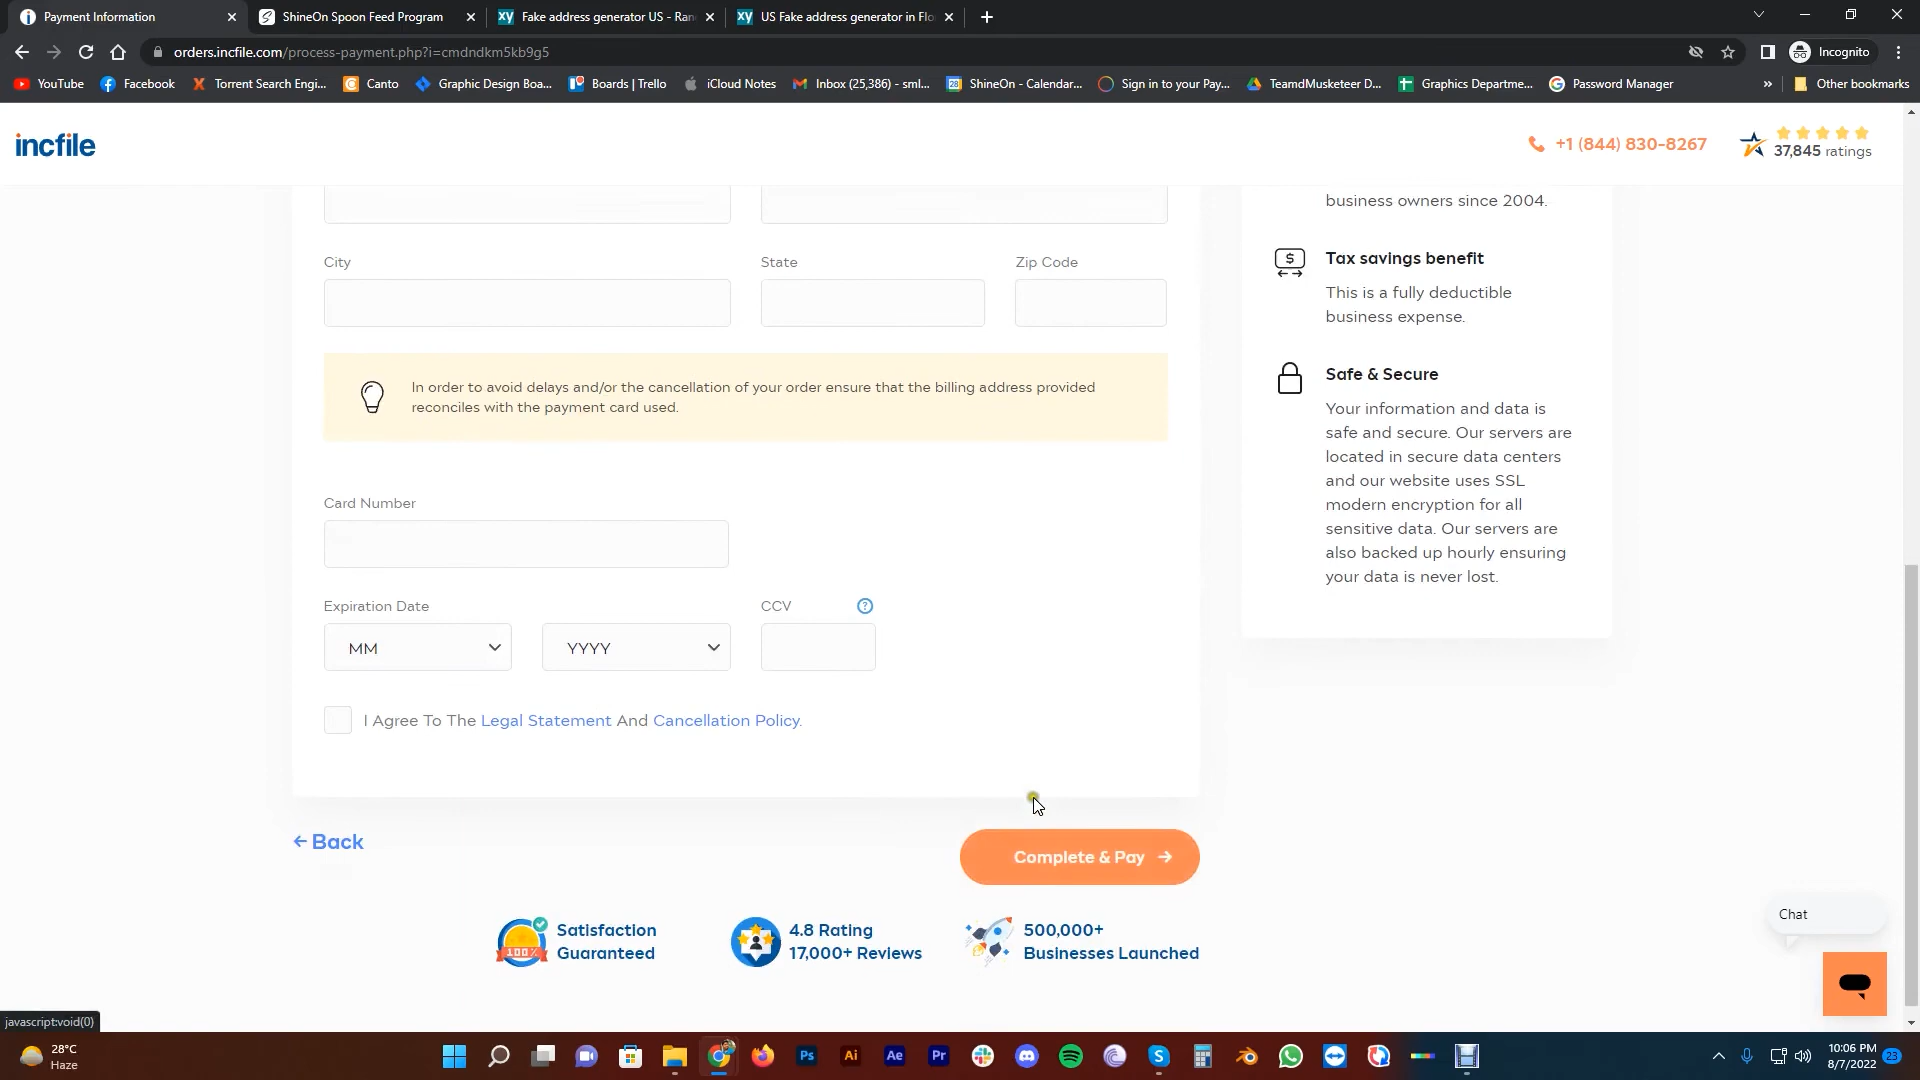 Payment Information
ShineOn Spoon Feed Program
Fake address generator US - Ran
US Fake address generator in Flo
orders.incfile.com/process-payment.php?i=cmdndkm5kb9g5
Incognito
YouTube
Facebook
Torrent Search Engi...
Canto
Graphic Design Boa...
Boards | Trello
iCloud Notes
Inbox (25,386) - sml...
ShineOn - Calendar...
Sign in to your Pay...
TeamdMusketeer D...
Graphics Departme...
Password Manager
»
Other bookmarks
incfile
+1 (844) 830-8267
37,845 ratings
business owners since 2004.
City
State
Zip Code
Tax savings benefit
This is a fully deductible
business expense.
In order to avoid delays and/or the cancellation of your order ensure that the billing address provided
reconciles with the payment card used.
Safe & Secure
Your information and data is
safe and secure. Our servers are
located in secure data centers
and our website uses SSL
modern encryption for all
sensitive data. Our servers are
also backed up hourly ensuring
your data is never lost.
Card Number
Expiration Date
CCV
?
MM
YYYY
I Agree To The Legal Statement And Cancellation Policy.
← Back
Complete & Pay →
100%
Satisfaction
Guaranteed
4.8 Rating
17,000+ Reviews
500,000+
Businesses Launched
Chat
javascript:void(0)
28°C
Haze
Ps
Ai
Ae
Pr
10:06 PM
8/7/2022
23